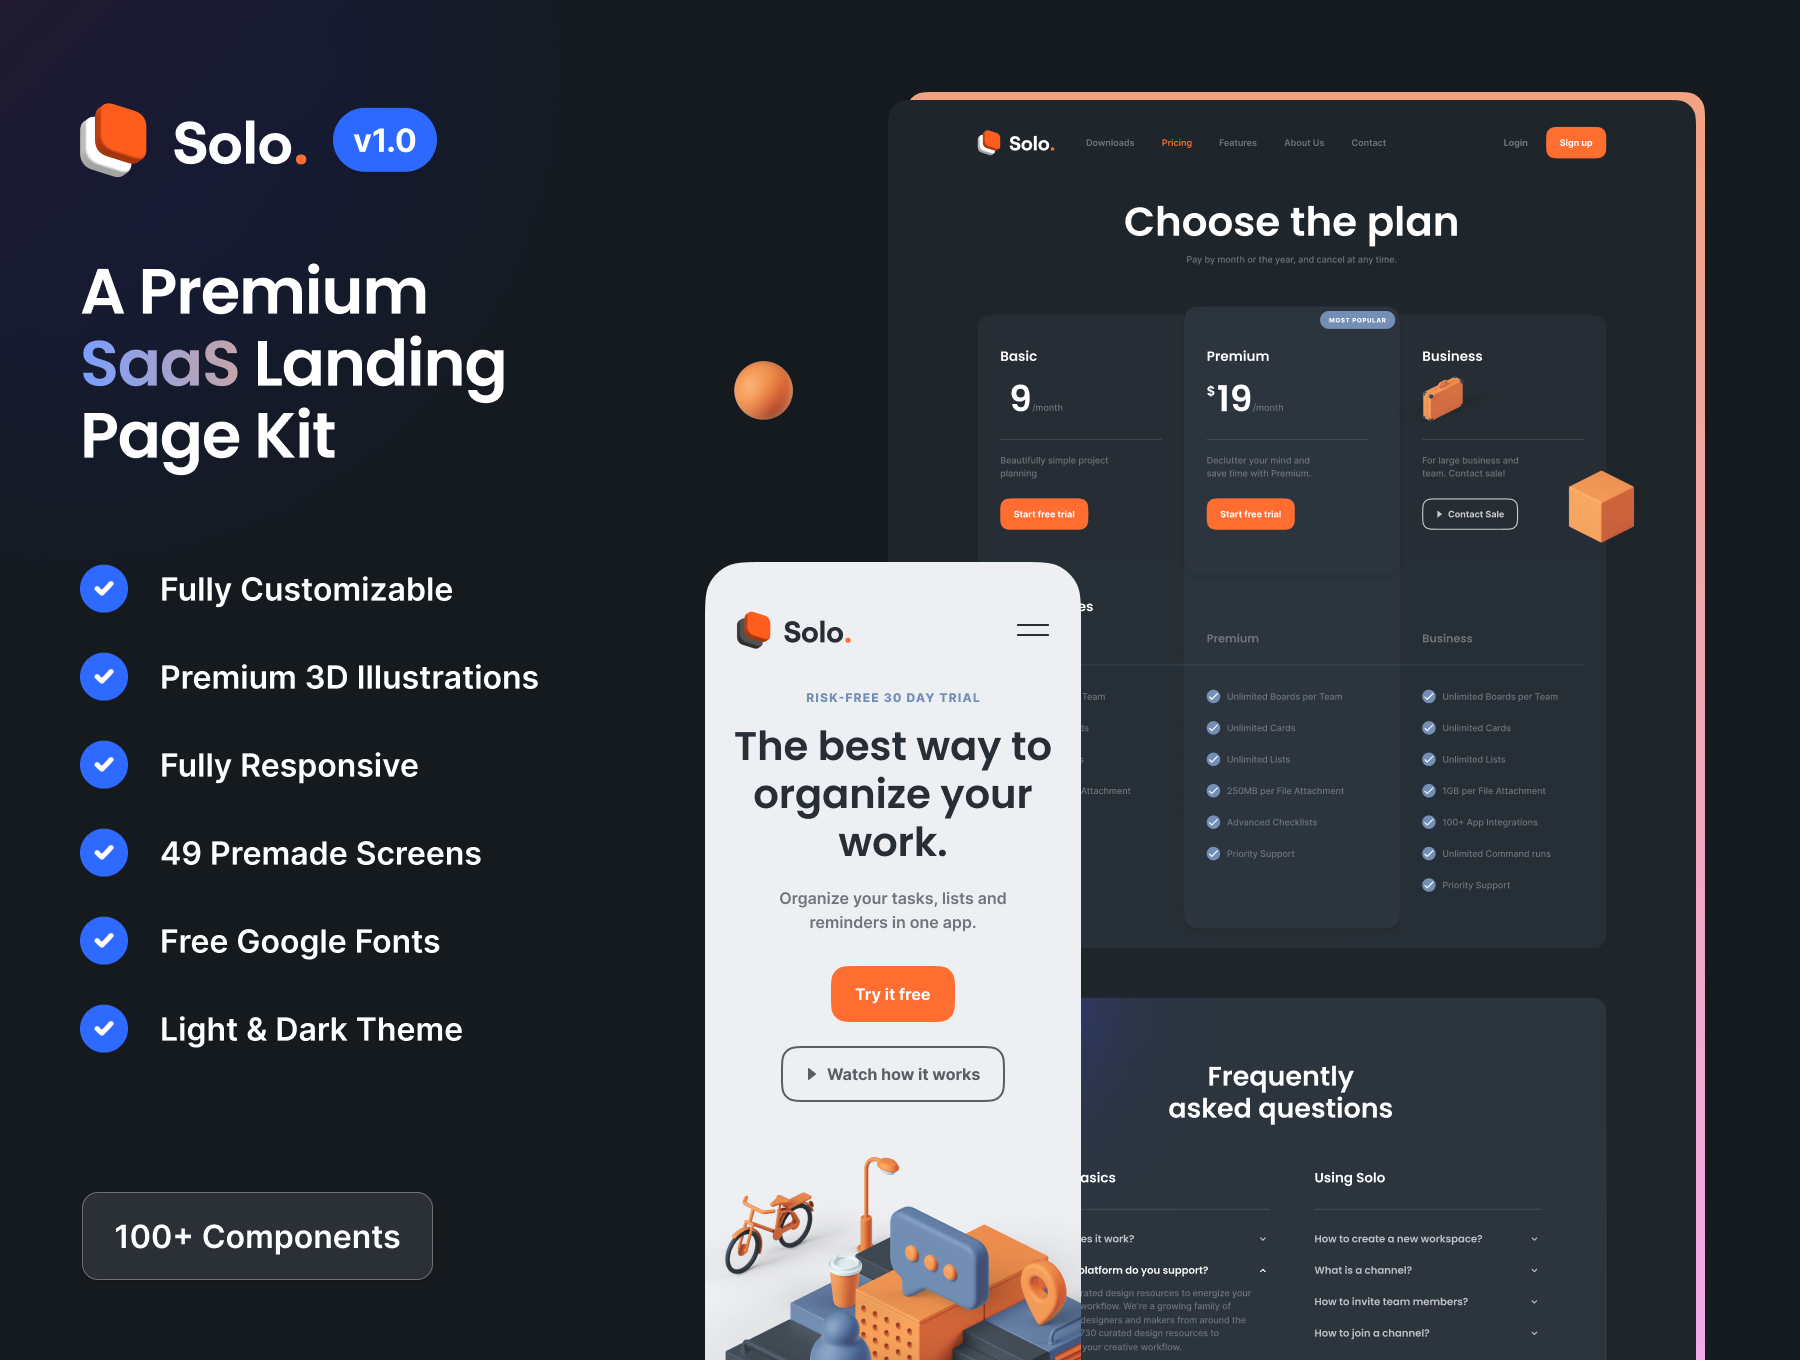 Solo.
v1.0
A Premium
SaaS Landing
Page Kit
Fully Customizable
Premium 3D Illustrations
Fully Responsive
49 Premade Screens
Free Google Fonts
Light & Dark Theme
100+ Components
Solo.
Downloads
Pricing
Features
About Us
Contact
Login
Sign up
Choose the plan
Pay by month or the year, and cancel at any time.
Basic
9 /month
Beautifully simple project
planning
Start free trial
MOST POPULAR
Premium
$19 /month
Declutter your mind and
save time with Premium.
Start free trial
Business
For large business and
team. Contact sale!
Contact Sale
es
Team
ds
s
Attachment
Premium
Unlimited Boards per Team
Unlimited Cards
Unlimited Lists
250MB per File Attachment
Advanced Checklists
Priority Support
Business
Unlimited Boards per Team
Unlimited Cards
Unlimited Lists
1GB per File Attachment
100+ App Integrations
Unlimited Command runs
Priority Support
Solo.
RISK-FREE 30 DAY TRIAL
The best way to
organize your
work.
Organize your tasks, lists and
reminders in one app.
Try it free
Watch how it works
Frequently
asked questions
asics
es it work?
platform do you support?
rated design resources to energize your
workflow. We're a growing family of
designers and makers from around the
730 curated design resources to
your creative workflow.
Using Solo
How to create a new workspace?
What is a channel?
How to invite team members?
How to join a channel?